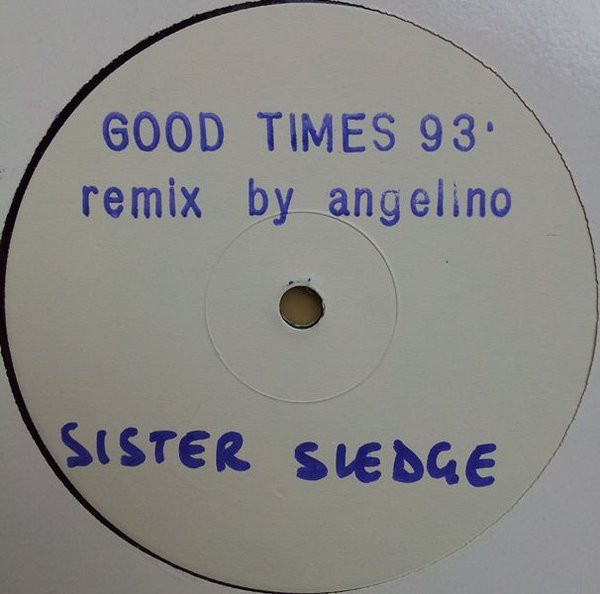 GOOD TIMES 93'
remix by angelino
SISTER SLEDGE